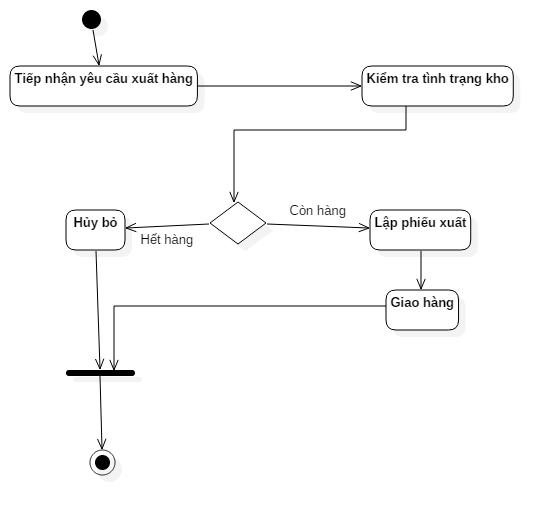 Tiếp nhận yêu cầu xuất hàng
Kiểm tra tình trạng kho
Còn hàng
Hủy bỏ
Lập phiếu xuất
Hết hàng
Giao hàng